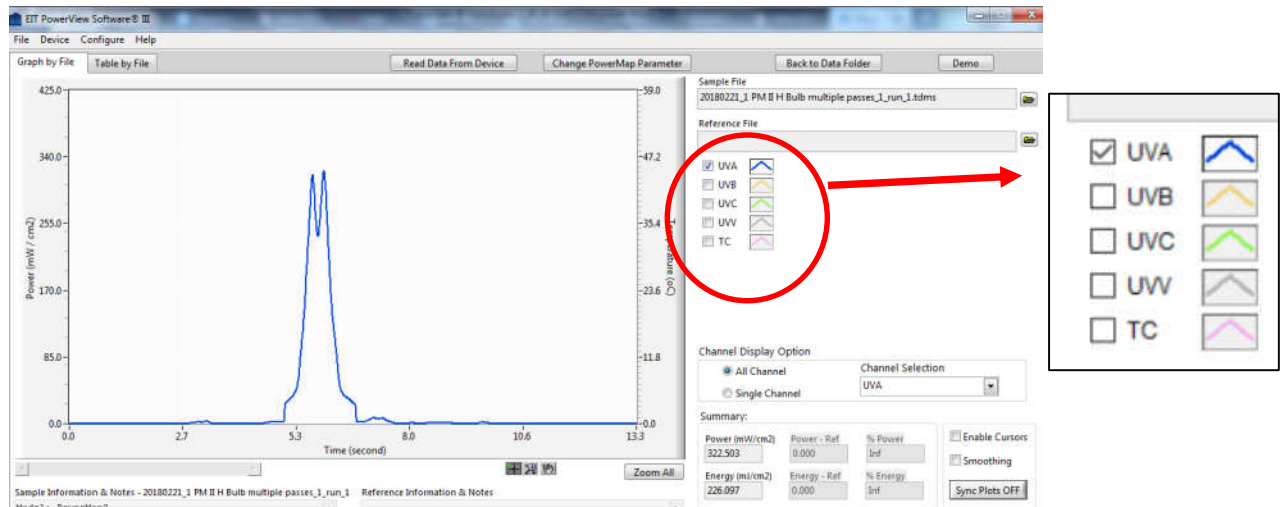 EIT PowerView Software® III
File Device Configure Help
Graph by File Table by File Read Data From Device Change PowerMap Parameter Back to Data Folder Demo
425.0
340.0
255.0
170.0
85.0
0.0
Power (mW / cm2)
59.0
47.2
35.4
23.6
11.8
0.0
Temperature (oC)
0.0 2.7 5.3 8.0 10.6 13.3
Time (second)
Zoom All
Sample Information & Notes - 20180221_1 PM II H Bulb multiple passes_1_run_1 Reference Information & Notes
Sample File
20180221_1 PM II H Bulb multiple passes_1_run_1.tdms
Reference File
UVA
UVB
UVC
UVV
TC
Channel Display Option
All Channel
Single Channel
Channel Selection
UVA
Summary:
Power (mW/cm2) Power - Ref % Power
322.503 0.000 Inf
Energy (mJ/cm2) Energy - Ref % Energy
226.097 0.000 Inf
Enable Cursors
Smoothing
Sync Plots OFF
UVA
UVB
UVC
UVV
TC